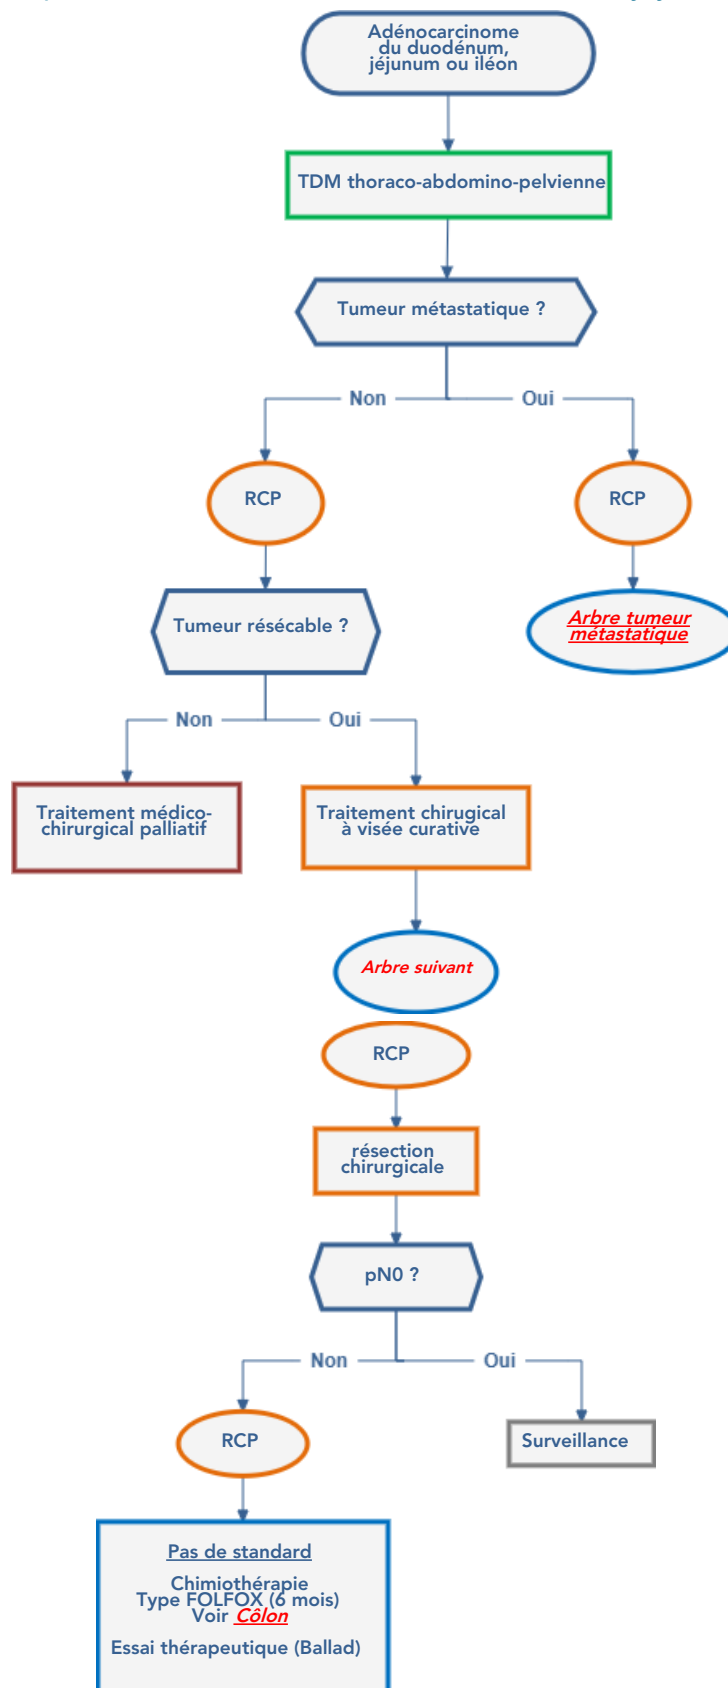 Adénocarcinome
du duodénum,
jéjunum ou iléon
TDM thoraco-abdomino-pelvienne
Tumeur métastatique ?
Non
Oui
RCP
RCP
Tumeur résécable ?
Arbre tumeur
métastatique
Non
Oui
Traitement médico-
chirurgical palliatif
Traitement chirugical
à visée curative
Arbre suivant
RCP
résection
chirurgicale
pN0 ?
Non
Oui
RCP
Surveillance
Pas de standard
Chimiothérapie
Type FOLFOX (6 mois)
Voir Côlon
Essai thérapeutique (Ballad)